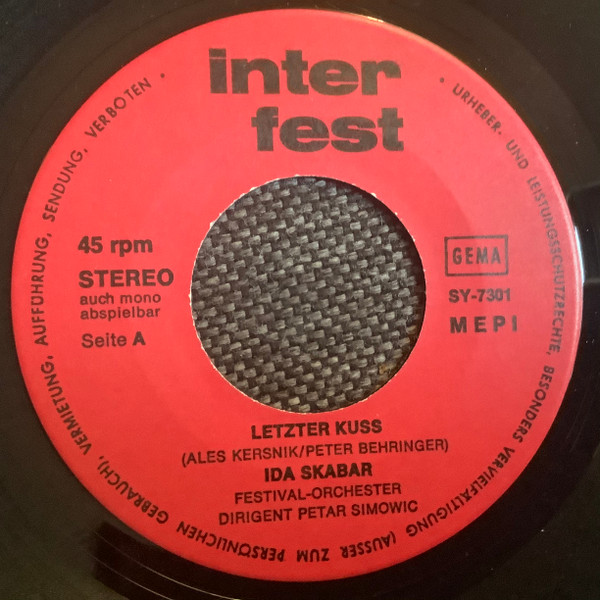 inter
fest
45 rpm
STEREO
auch mono
abspielbar
Seite A
GEMA
SY-7301
MEPI
LETZTER KUSS
(ALES KERSNIK/PETER BEHRINGER)
IDA SKABAR
FESTIVAL-ORCHESTER
DIRIGENT PETAR SIMOWIC
• URHEBER- UND LEISTUNGSSCHUTZRECHTE, BESONDERS VERVIELFÄLTIGUNG (AUSSER ZUM PERSÖNLICHEN GEBRAUCH), VERMIETUNG, AUFFÜHRUNG, SENDUNG, VERBOTEN •